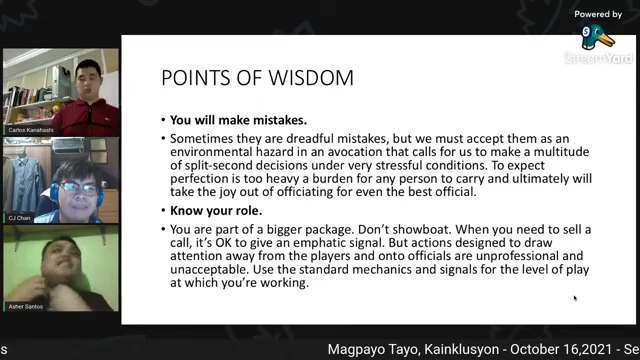 Powered by
StreamYard
POINTS OF WISDOM
• You will make mistakes.
• Sometimes they are dreadful mistakes, but we must accept them as an
environmental hazard in an avocation that calls for us to make a multitude
of split-second decisions under very stressful conditions. To expect
perfection is too heavy a burden for any person to carry and ultimately will
take the joy out of officiating for even the best official.
• Know your role.
• You are part of a bigger package. Don’t showboat. When you need to sell a
call, it’s OK to give an emphatic signal. But actions designed to draw
attention away from the players and onto officials are unprofessional and
unacceptable. Use the standard mechanics and signals for the level of play
at which you’re working.
Carlos Kanahashi
CJ Chan
Asher Santos
s Magpayo Tayo, Kainklusyon - October 16,2021 - Se